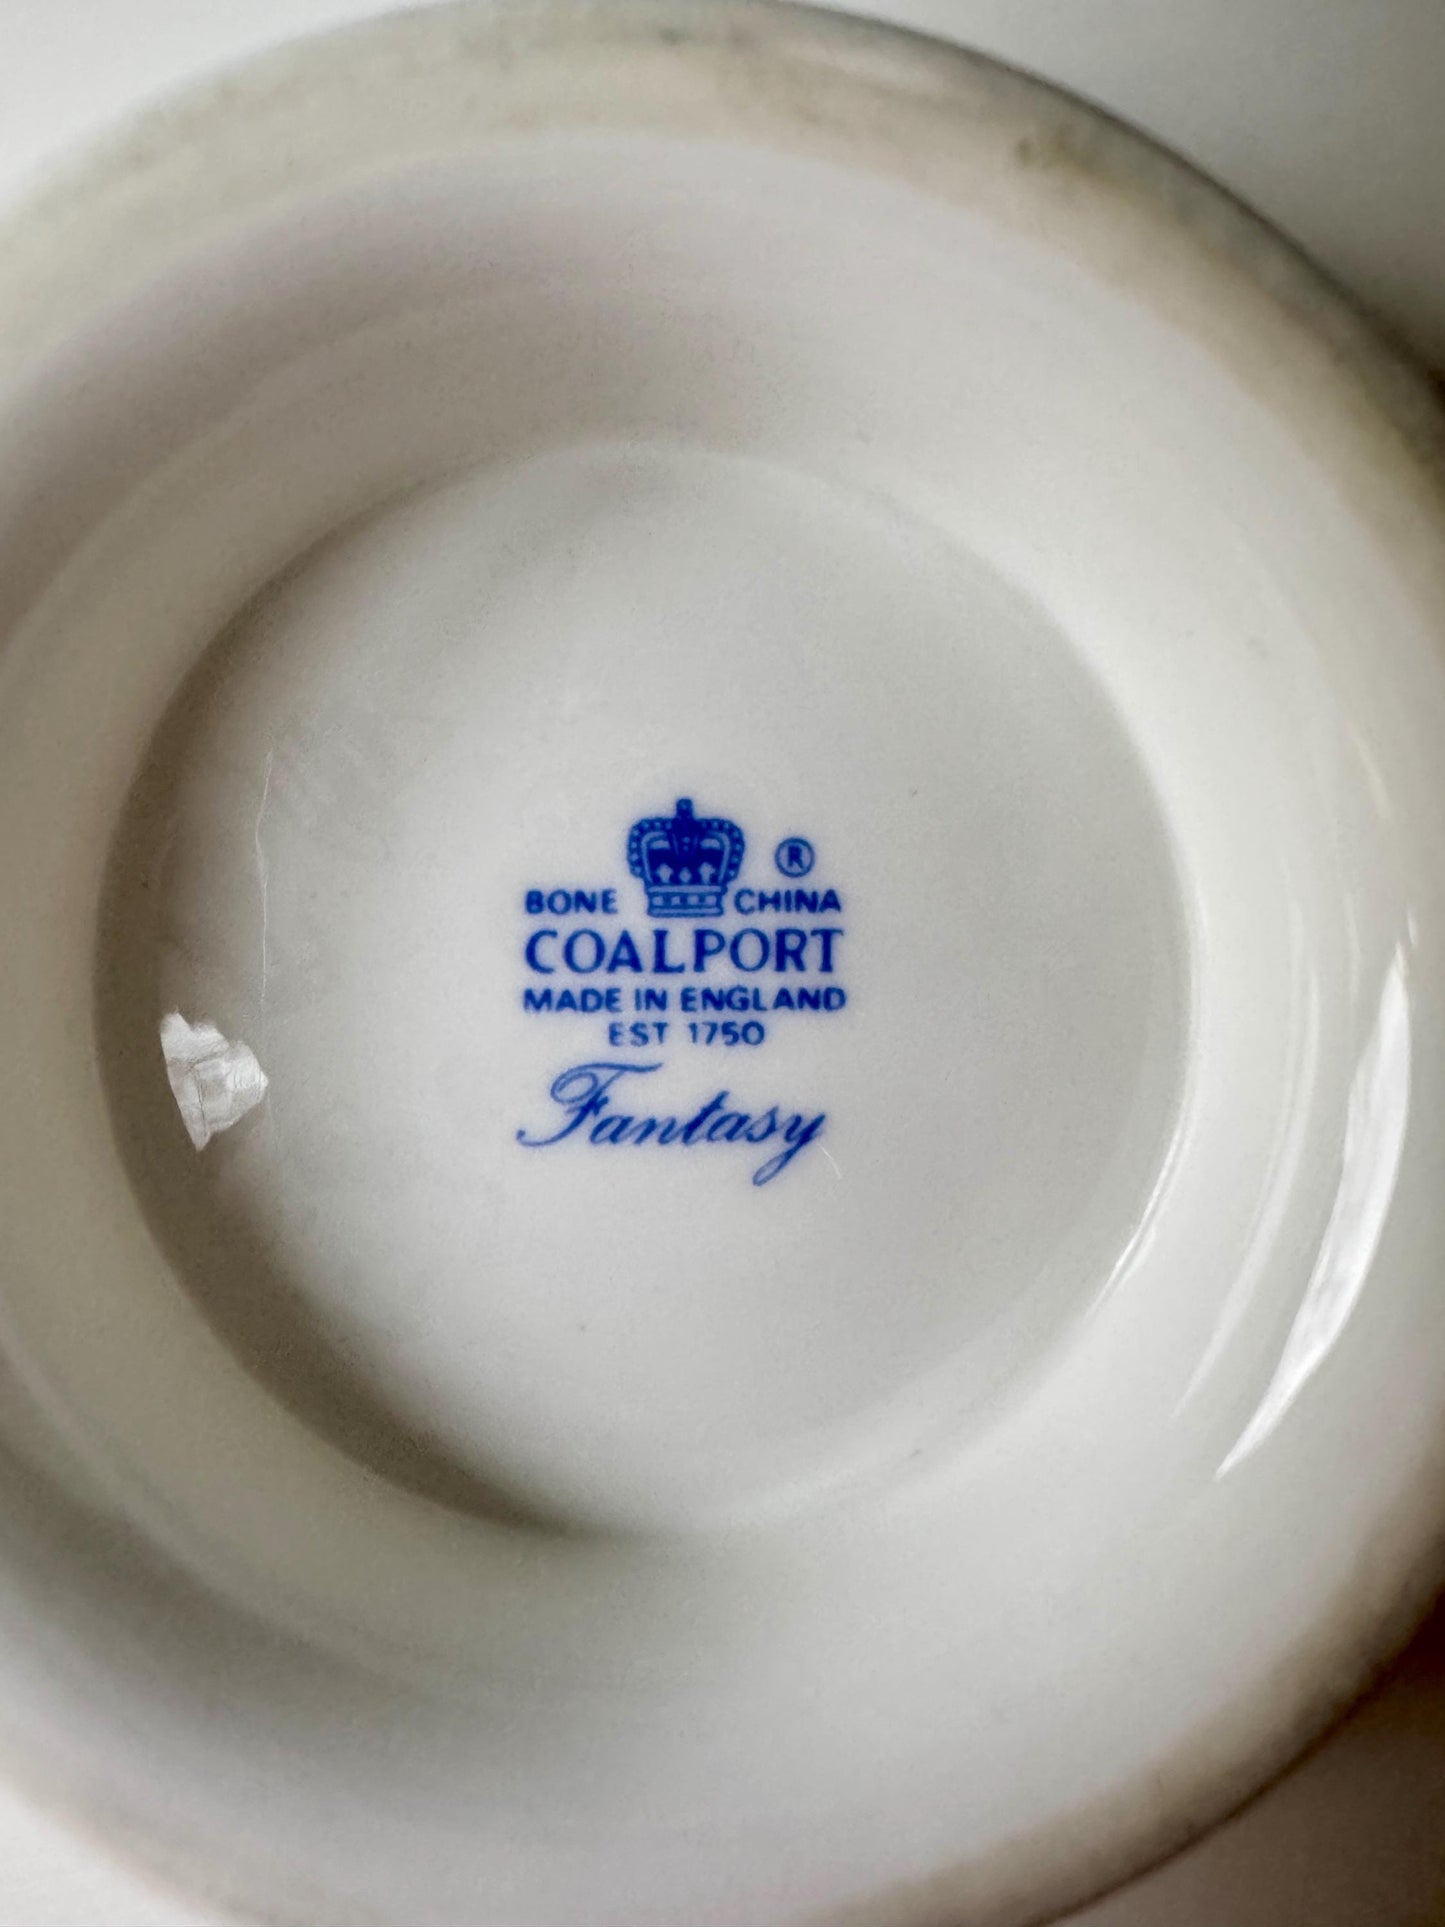 ®
BONE CHINA
COALPORT
MADE IN ENGLAND
EST 1750
Fantasy